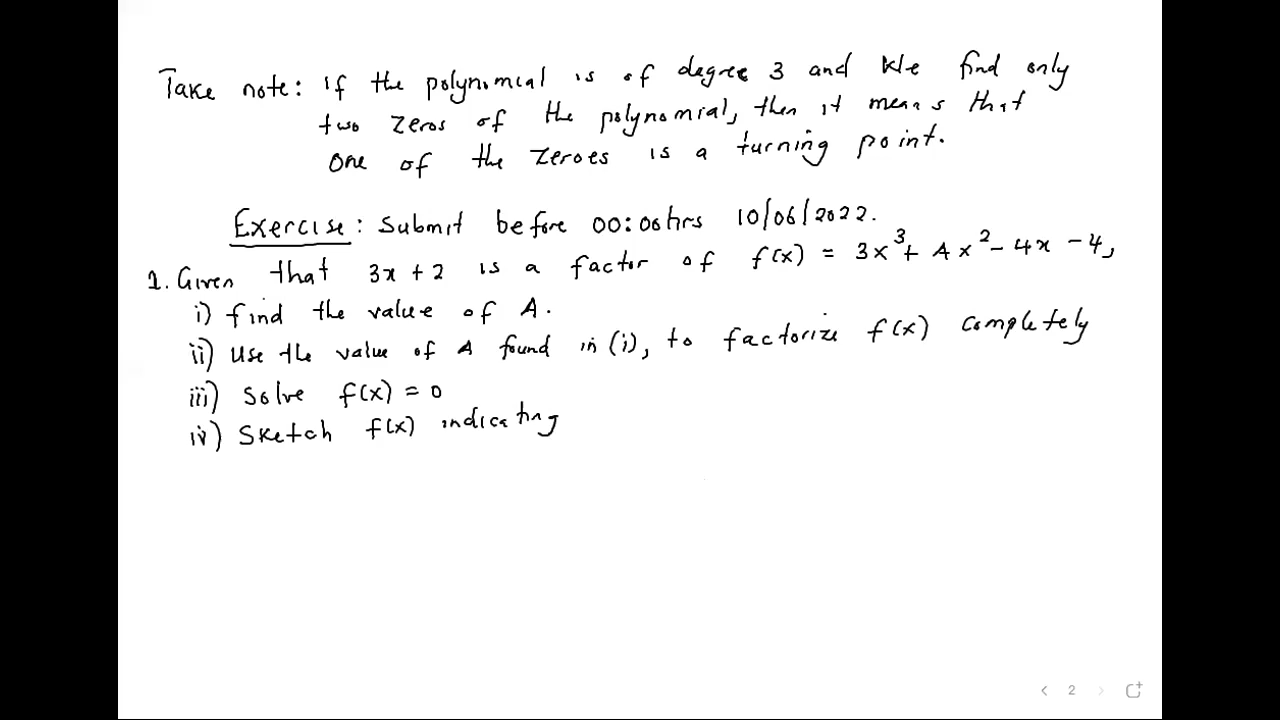 Take note: if the polynomial is of degree 3 and we find only
two zeros of the polynomial, then it means that
one of the zeroes is a turning point.
Exercise: Submit before 00:00hrs 10/06/2022.
1. Given that 3x + 2 is a factor of f(x) = 3x³ + Ax² - 4x - 4,
i) find the value of A.
ii) Use the value of A found in (i), to factorize f(x) completely
iii) Solve f(x) = 0
iv) Sketch f(x) indicating
2